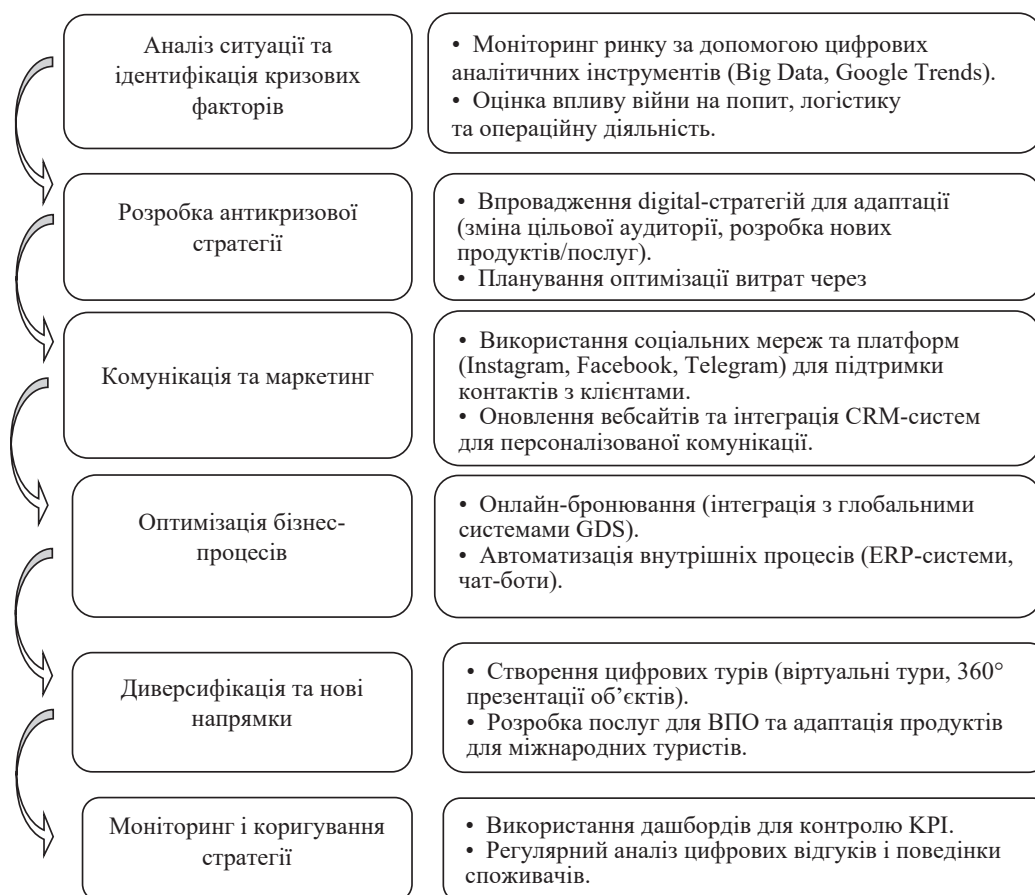 Аналіз ситуації та
ідентифікація кризових
факторів
• Моніторинг ринку за допомогою цифрових
аналітичних інструментів (Big Data, Google Trends).
• Оцінка впливу війни на попит, логістику
та операційну діяльність.
Розробка антикризової
стратегії
• Впровадження digital-стратегій для адаптації
(зміна цільової аудиторії, розробка нових
продуктів/послуг).
• Планування оптимізації витрат через
Комунікація та маркетинг
• Використання соціальних мереж та платформ
(Instagram, Facebook, Telegram) для підтримки
контактів з клієнтами.
• Оновлення вебсайтів та інтеграція CRM-систем
для персоналізованої комунікації.
Оптимізація бізнес-
процесів
• Онлайн-бронювання (інтеграція з глобальними
системами GDS).
• Автоматизація внутрішніх процесів (ERP-системи,
чат-боти).
Диверсифікація та нові
напрямки
• Створення цифрових турів (віртуальні тури, 360°
презентації об’єктів).
• Розробка послуг для ВПО та адаптація продуктів
для міжнародних туристів.
Моніторинг і коригування
стратегії
• Використання дашбордів для контролю KPI.
• Регулярний аналіз цифрових відгуків і поведінки
споживачів.